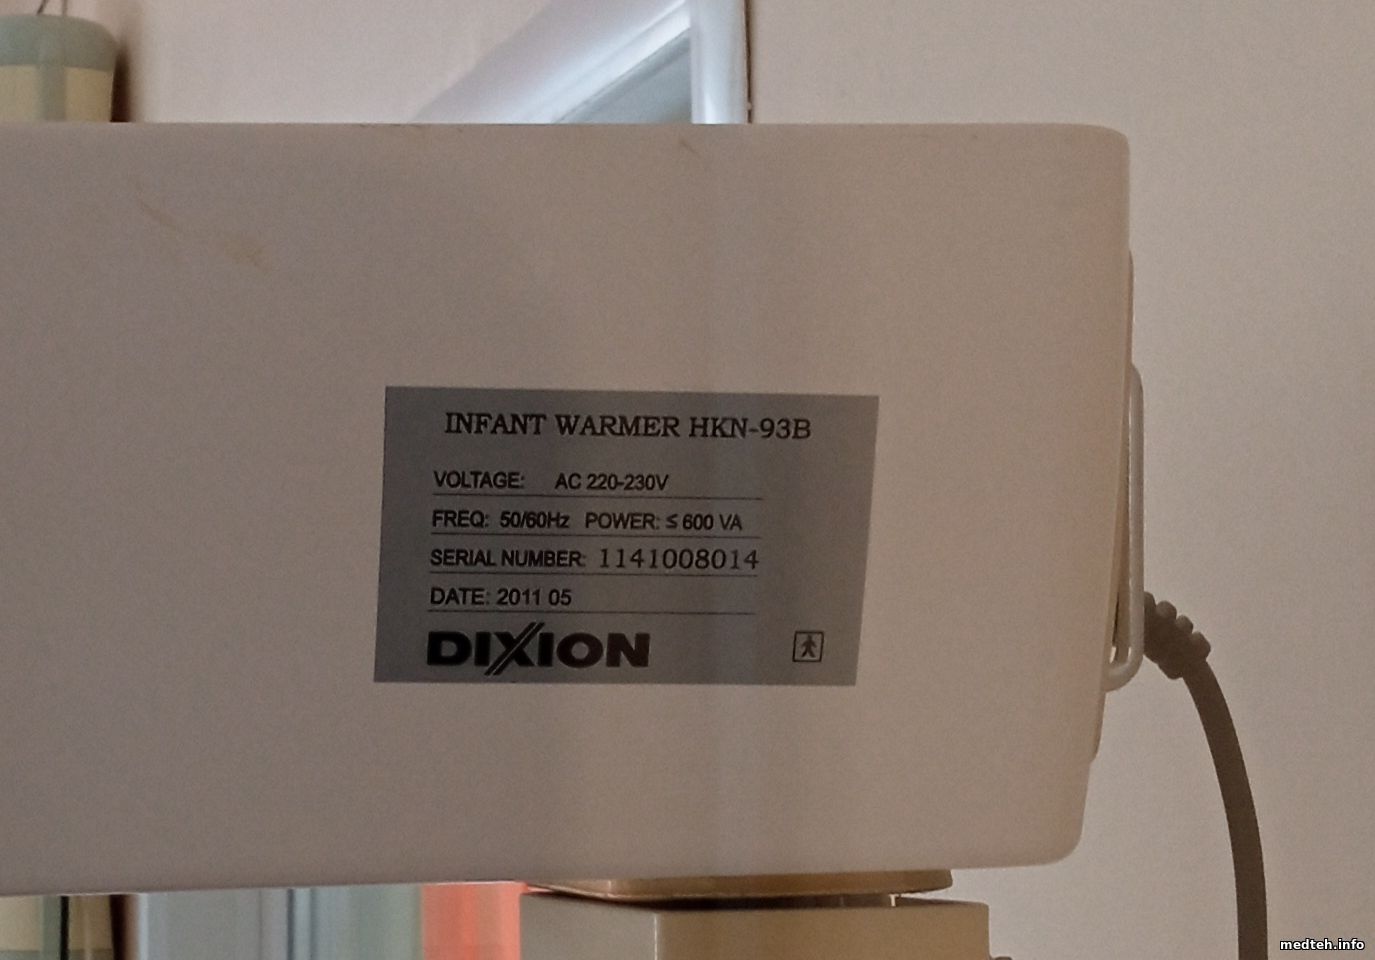 INFANT WARMER HKN-93B
VOLTAGE: AC 220-230V
FREQ: 50/60Hz POWER: ≤ 600 VA
SERIAL NUMBER: 1141008014
DATE: 2011 05
DIXION
medteh.info